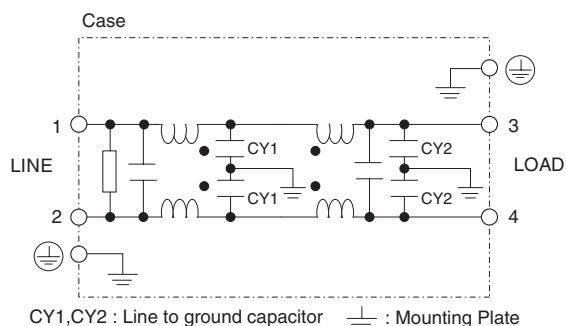 Case
1
3
CY1
CY2
LINE
LOAD
CY1
CY2
2
4
CY1,CY2 : Line to ground capacitor
: Mounting Plate